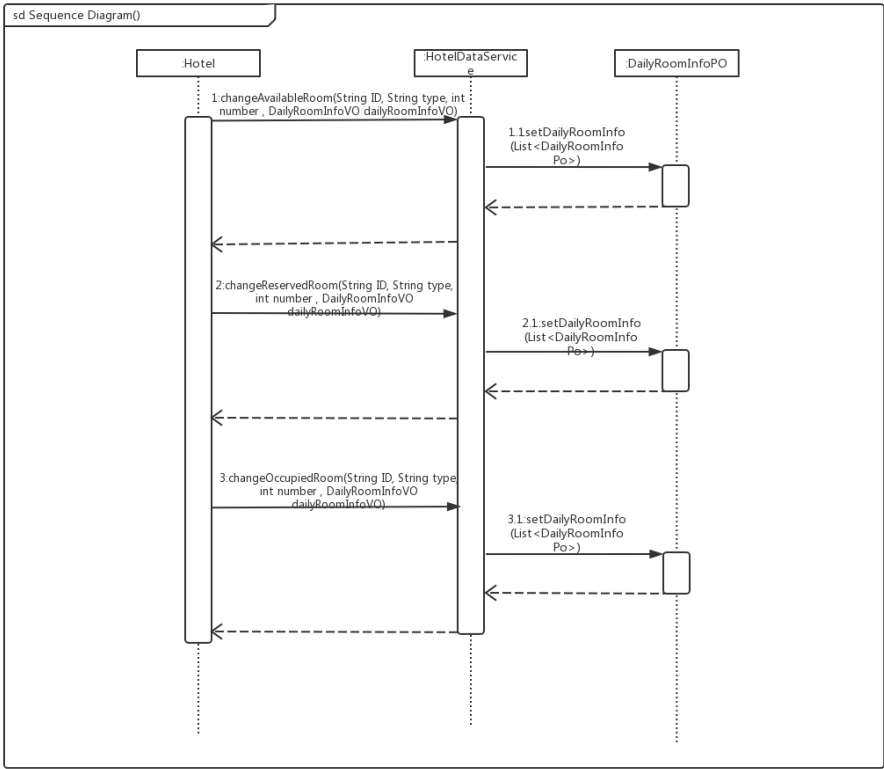 sd Sequence Diagram()
:Hotel
:HotelDataServic
e
:DailyRoomInfoPO
1:changeAvailableRoom(String ID, String type, int
number , DailyRoomInfoVO dailyRoomInfoVO)
1.1setDailyRoomInfo
(List<DailyRoomInfo
Po>)
2:changeReservedRoom(String ID, String type,
int number , DailyRoomInfoVO
dailyRoomInfoVO)
2.1:setDailyRoomInfo
(List<DailyRoomInfo
Po>)
3:changeOccupiedRoom(String ID, String type,
int number , DailyRoomInfoVO
dailyRoomInfoVO)
3.1:setDailyRoomInfo
(List<DailyRoomInfo
Po>)